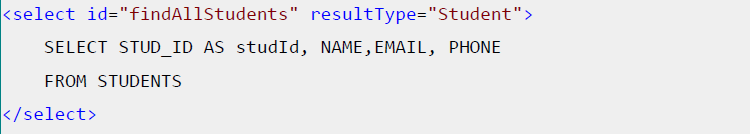 <select id="findAllStudents" resultType="Student">
SELECT STUD_ID AS studId, NAME,EMAIL, PHONE
FROM STUDENTS
</select>